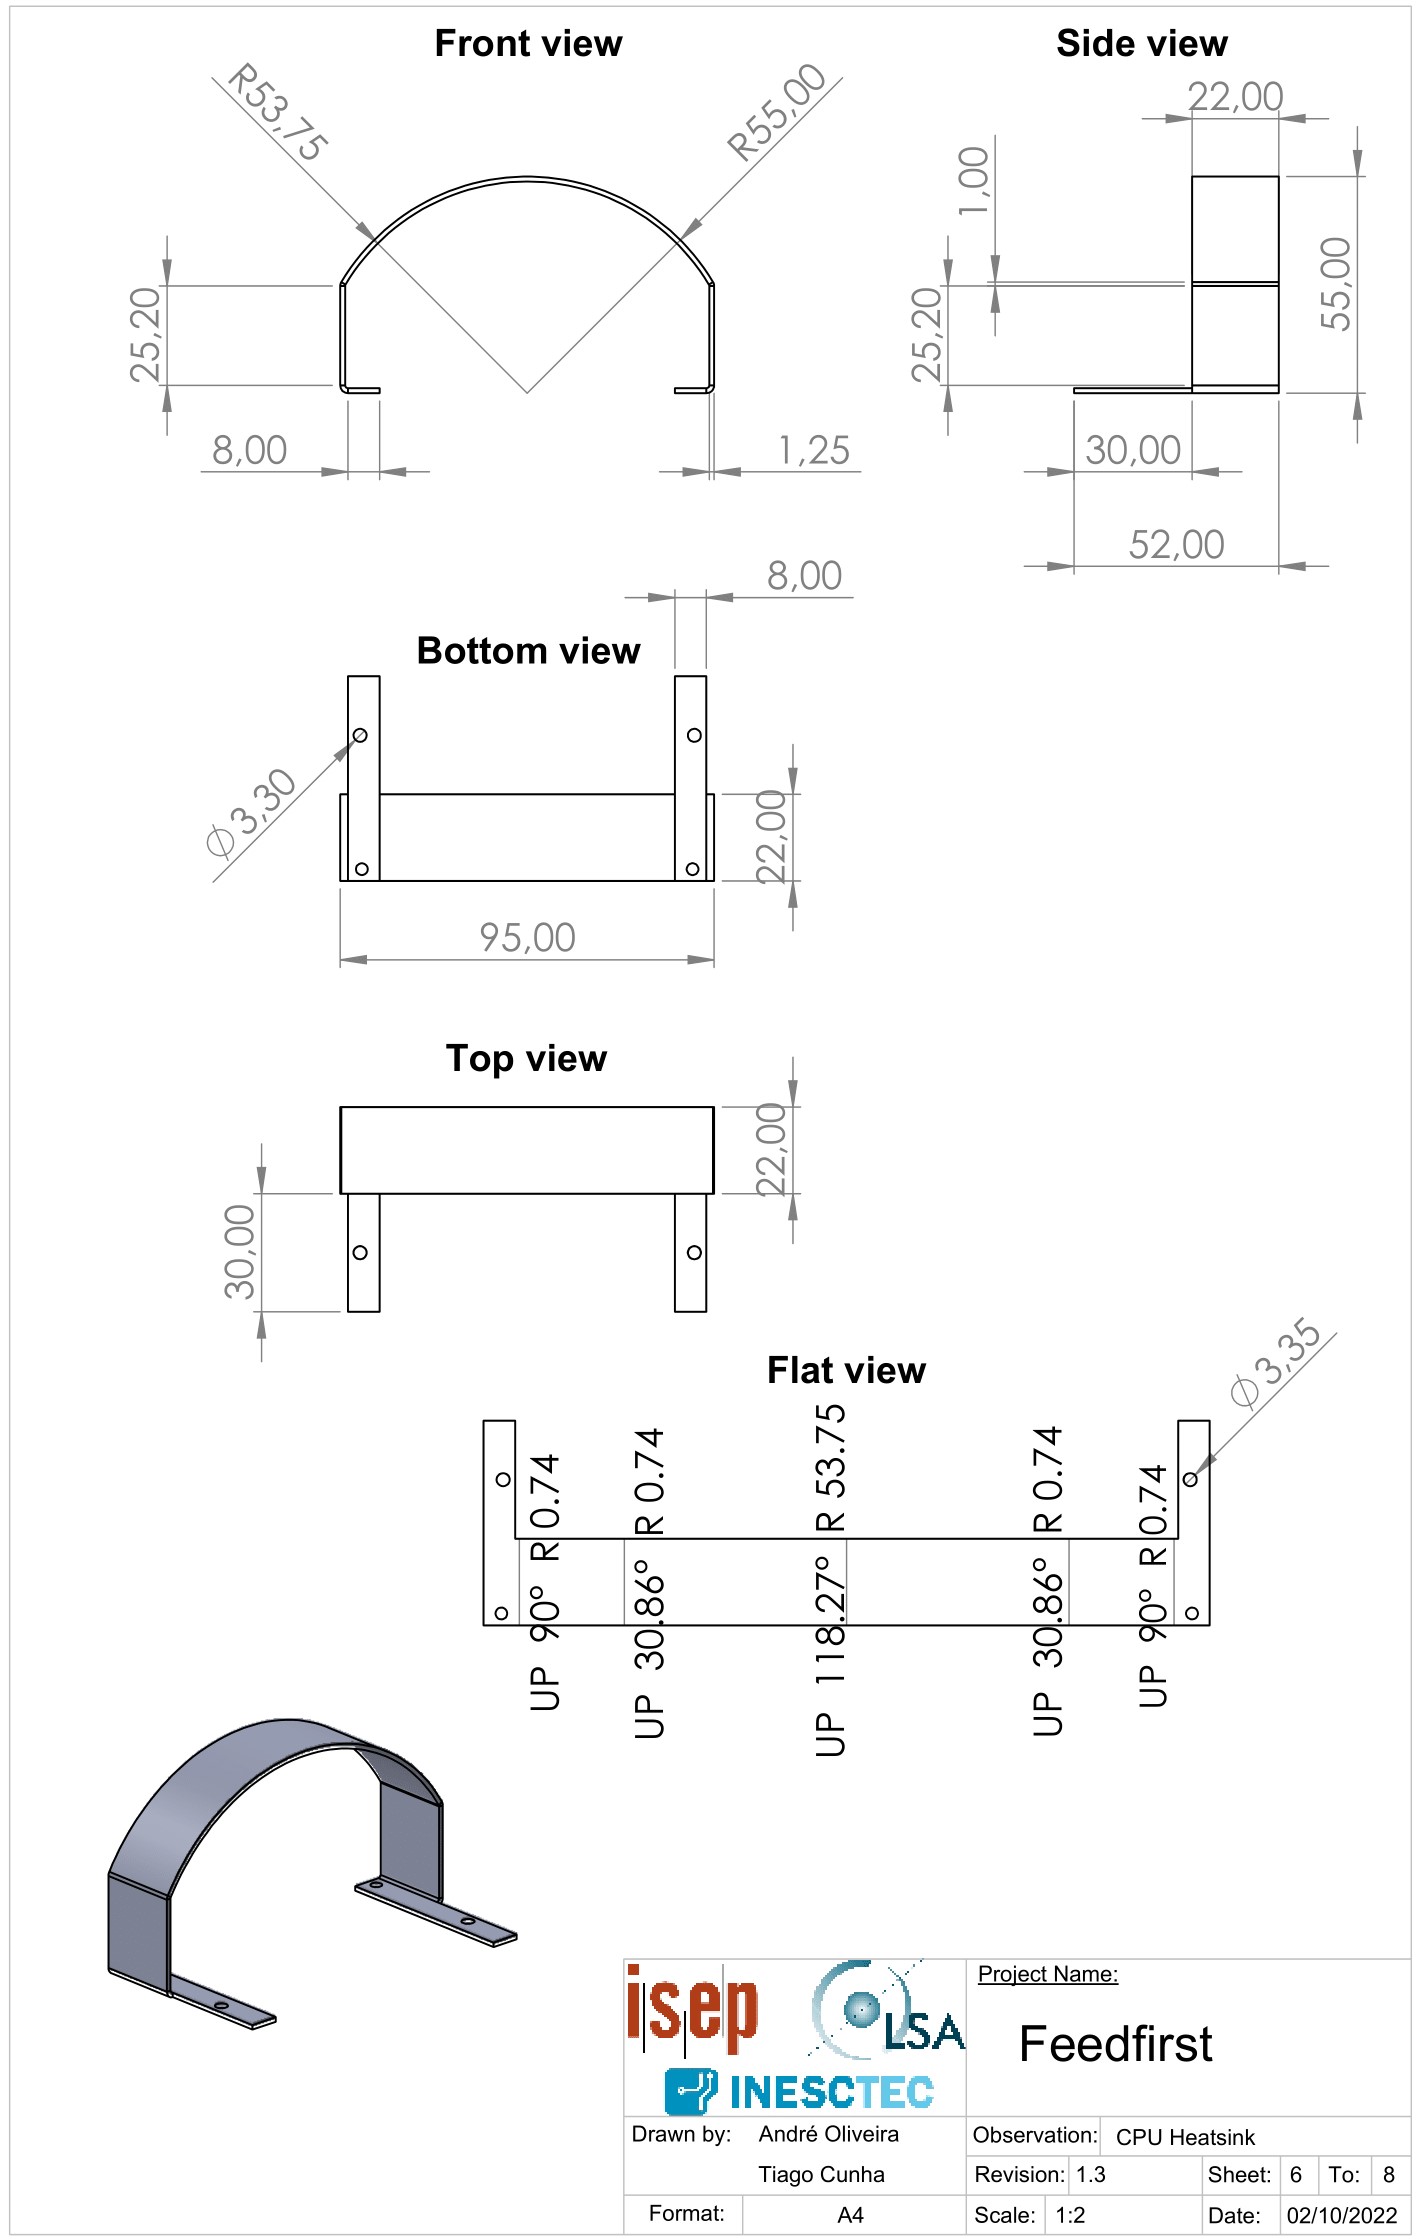 Front view
Side view
R53,75
R55,00
25,20
8,00
1,25
22,00
1,00
25,20
55,00
30,00
52,00
8,00
Bottom view
∅3,30
22,00
95,00
Top view
22,00
30,00
Flat view
∅3,35
UP 90° R 0.74
UP 30.86° R 0.74
UP 118.27° R 53.75
UP 30.86° R 0.74
UP 90° R 0.74
isep
LSA
INESCTEC
Project Name:
Feedfirst
Drawn by: André Oliveira
Tiago Cunha
Observation: CPU Heatsink
Revision: 1.3
Sheet: 6 To: 8
Format: A4
Scale: 1:2
Date: 02/10/2022